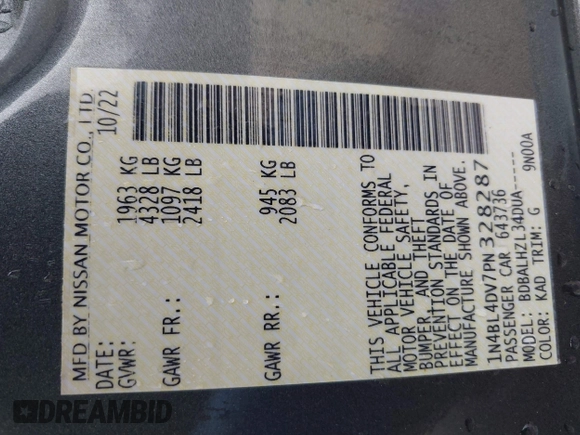 MFD BY NISSAN MOTOR CO., LTD.
DATE: 10/22
GVWR: 1963 KG
4328 LB
GAWR FR.: 1097 KG
2418 LB
GAWR RR.: 945 KG
2083 LB
THIS VEHICLE CONFORMS TO
ALL APPLICABLE FEDERAL
MOTOR VEHICLE SAFETY,
BUMPER, AND THEFT
PREVENTION STANDARDS IN
EFFECT ON THE DATE OF
MANUFACTURE SHOWN ABOVE.
1N4BL4DV7PN328287
PASSENGER CAR 643736
MODEL: BDBALHZL34DUA-----
COLOR: KAD TRIM: G 9N00A
DREAMBID